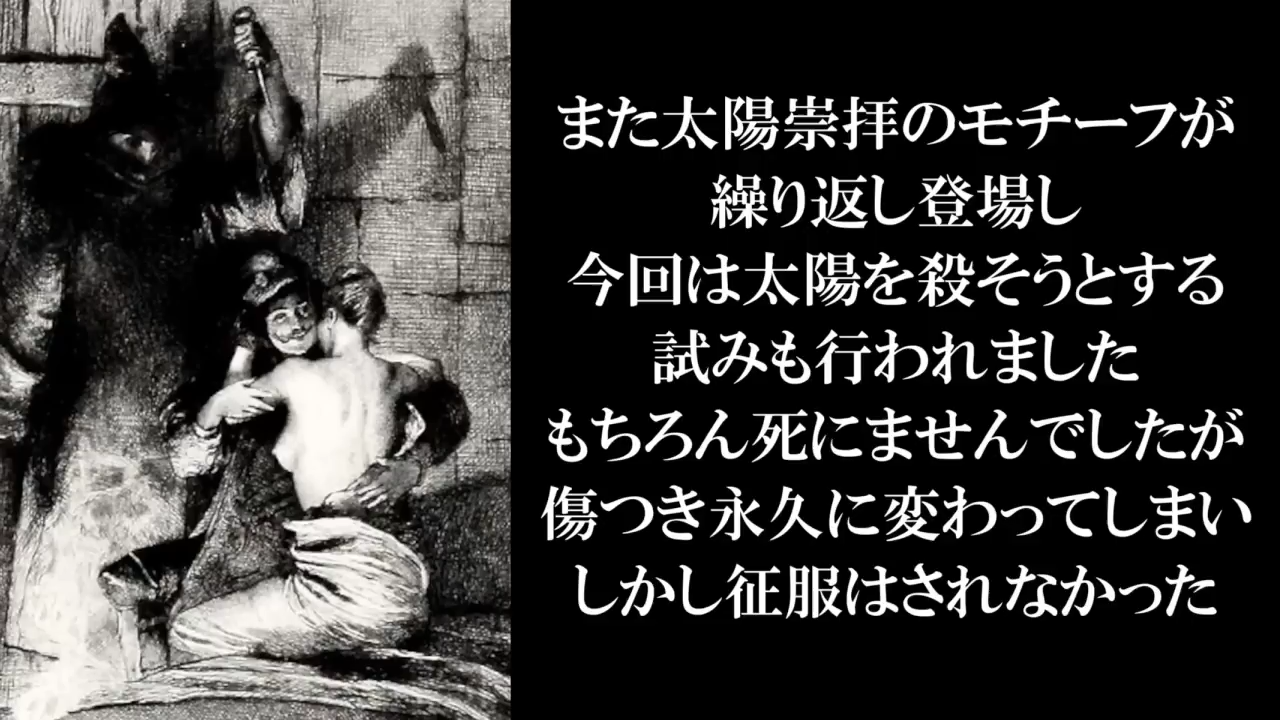 また太陽崇拝のモチーフが
繰り返し登場し
今回は太陽を殺そうとする
試みも行われました
もちろん死にませんでしたが
傷つき永久に変わってしまい
しかし征服はされなかった